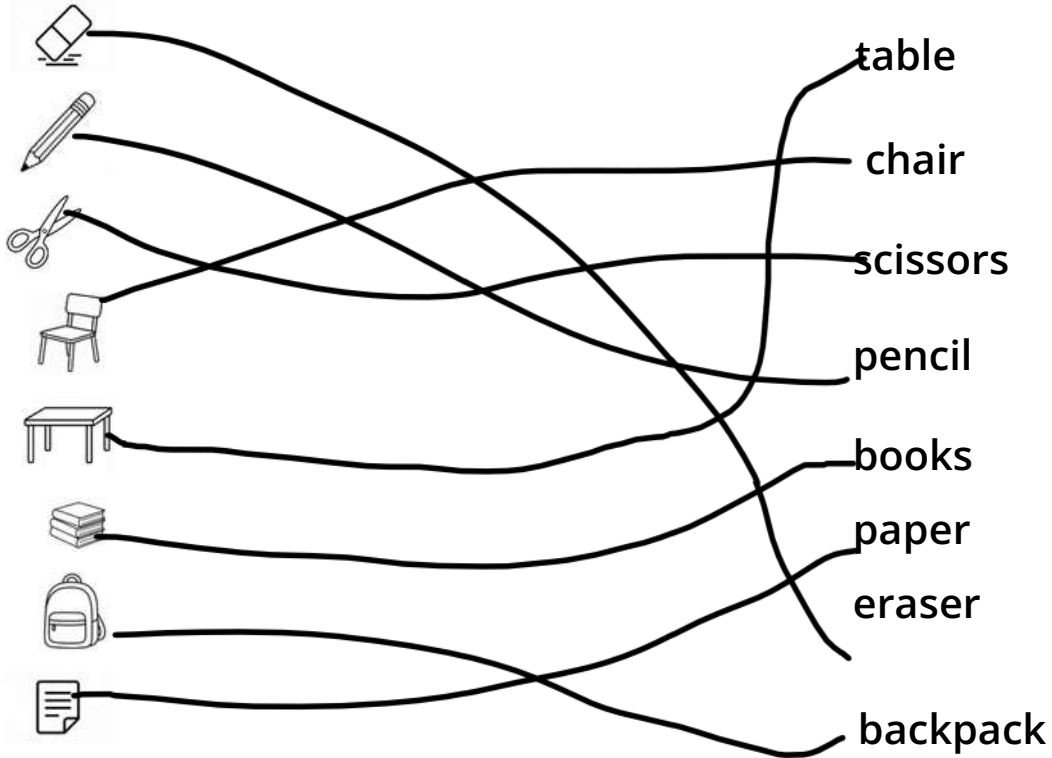 table
chair
scissors
pencil
books
paper
eraser
backpack